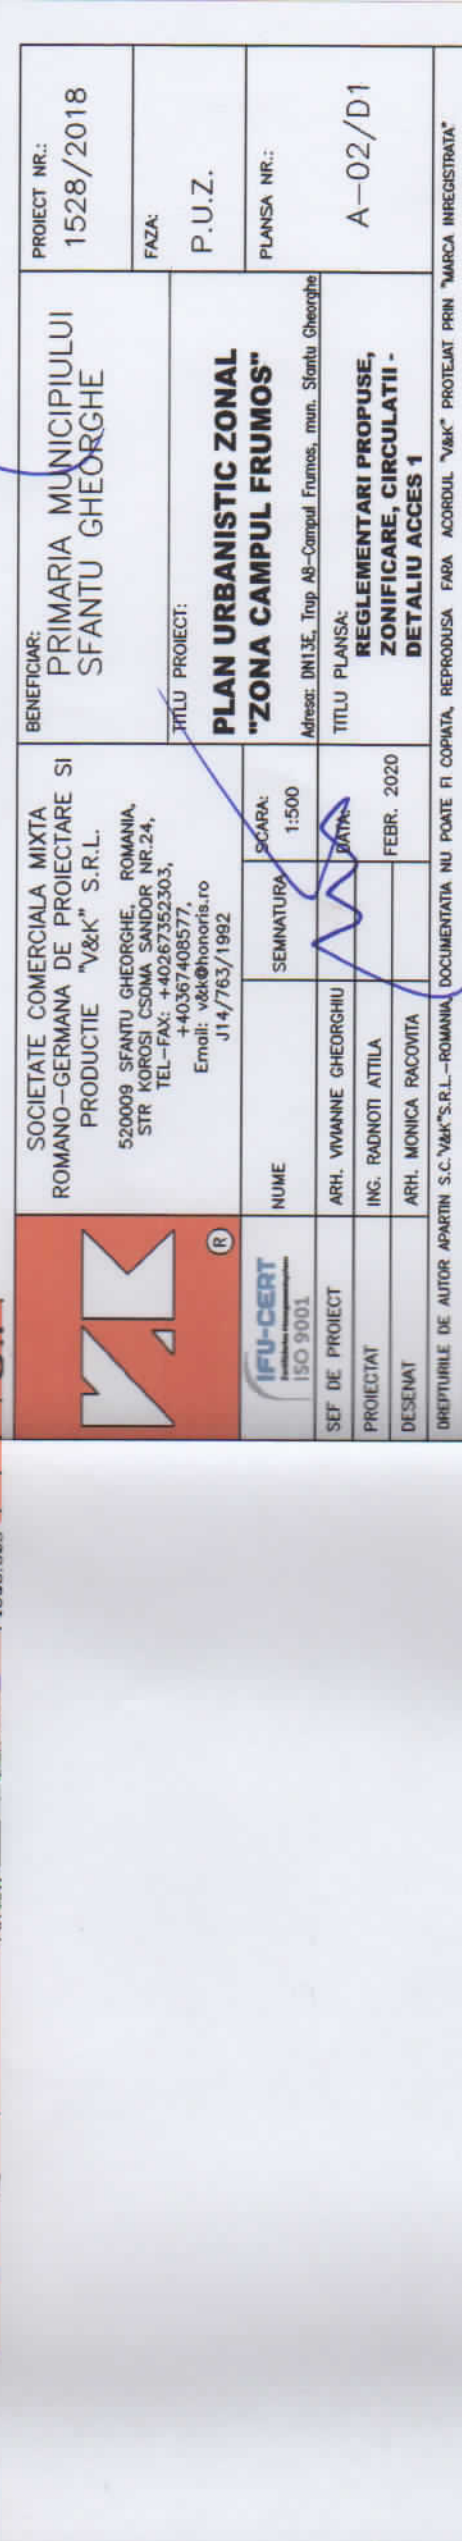 SOCIETATE COMERCIALA MIXTA
ROMANO-GERMANA DE PROIECTARE SI
PRODUCTIE "V&K" S.R.L.
520009 SFANTU GHEORGHE, ROMANIA,
STR KOROSI CSOMA SANDOR NR.24,
TEL-FAX: +40267352303,
+40367408577,
Email: v&k@honoris.ro
J14/763/1992
®
BENEFICIAR:
PRIMARIA MUNICIPIULUI
SFANTU GHEORGHE
PROIECT NR.:
1528/2018
FAZA:
P.U.Z.
TITLU PROIECT:
PLAN URBANISTIC ZONAL
"ZONA CAMPUL FRUMOS"
Adresa: DN13E, Trup A8-Campul Frumos, mun. Sfantu Gheorghe
PLANSA NR.:
A-02/D1
TITLU PLANSA:
REGLEMENTARI PROPUSE,
ZONIFICARE, CIRCULATII -
DETALIU ACCES 1
IFU-CERT
ISO 9001
NUME
SEMNATURA
SCARA:
1:500
SEF DE PROIECT
ARH. VIVIANNE GHEORGHIU
DATA:
FEBR. 2020
PROIECTAT
ING. RADNOTI ATTILA
DESENAT
ARH. MONICA RACOVITA
DREPTURILE DE AUTOR APARTIN S.C."V&K"S.R.L.-ROMANIA, DOCUMENTATIA NU POATE FI COPIATA, REPRODUSA FARA ACORDUL "V&K" PROTEJAT PRIN "MARCA INREGISTRATA"